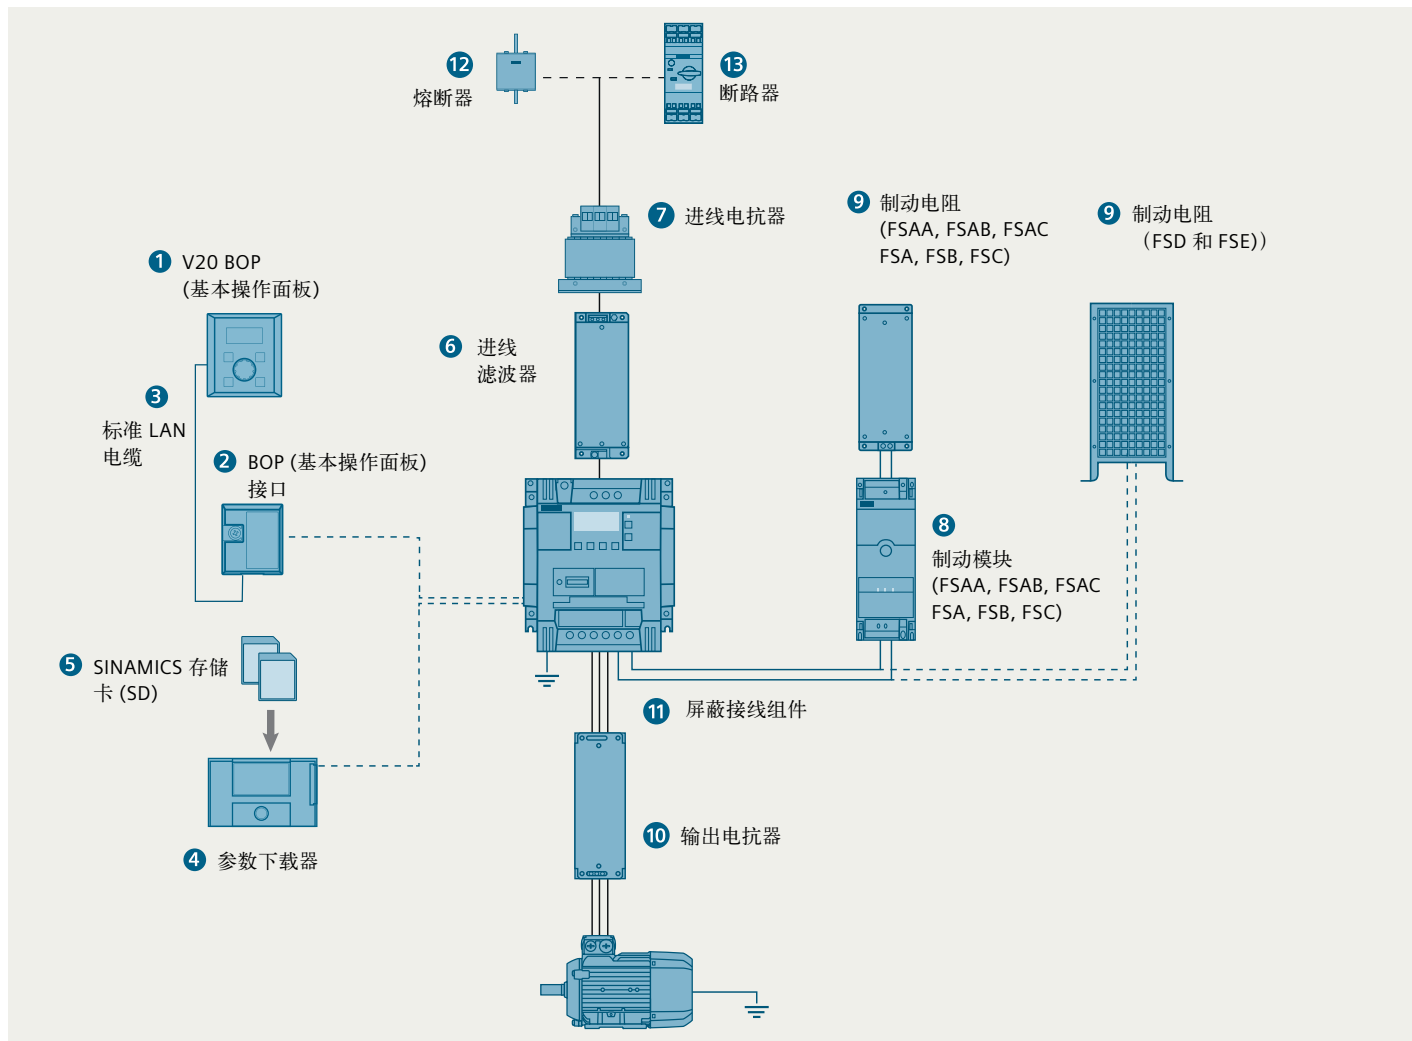 12
熔断器
13
断路器
7 进线电抗器
9 制动电阻
(FSAA, FSAB, FSAC
FSA, FSB, FSC)
9 制动电阻
（FSD 和 FSE)）
1 V20 BOP
(基本操作面板)
6 进线
滤波器
3
标准 LAN
电缆
2 BOP (基本操作面板)
接口
8
制动模块
(FSAA, FSAB, FSAC
FSA, FSB, FSC)
5 SINAMICS 存储
卡 (SD)
11 屏蔽接线组件
10 输出电抗器
4 参数下载器